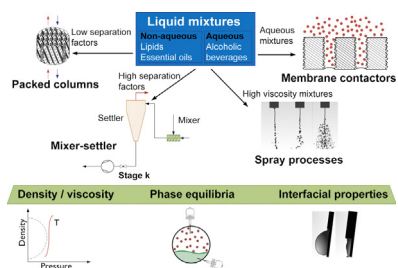 Liquid mixtures
Non-aqueous
Lipids
Essential oils
Aqueous
Alcoholic
beverages
Low separation
factors
Packed columns
Aqueous
mixtures
Membrane contactors
High separation
factors
Settler
Mixer
Mixer-settler
Stage k
High viscosity mixtures
Spray processes
Density / viscosity
Phase equilibria
Interfacial properties
Density
T
Pressure